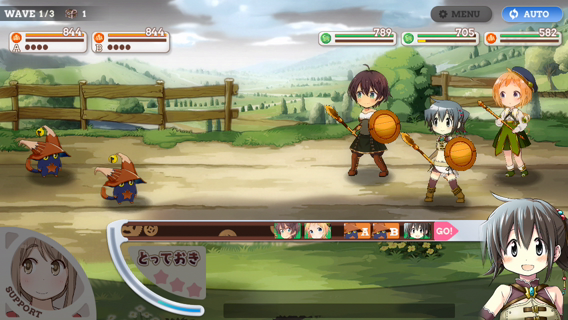 WAVE 1/3 1
MENU
AUTO
844
844
789
705
582
A
B
A
B
GO!
とっておき
SUPPORT